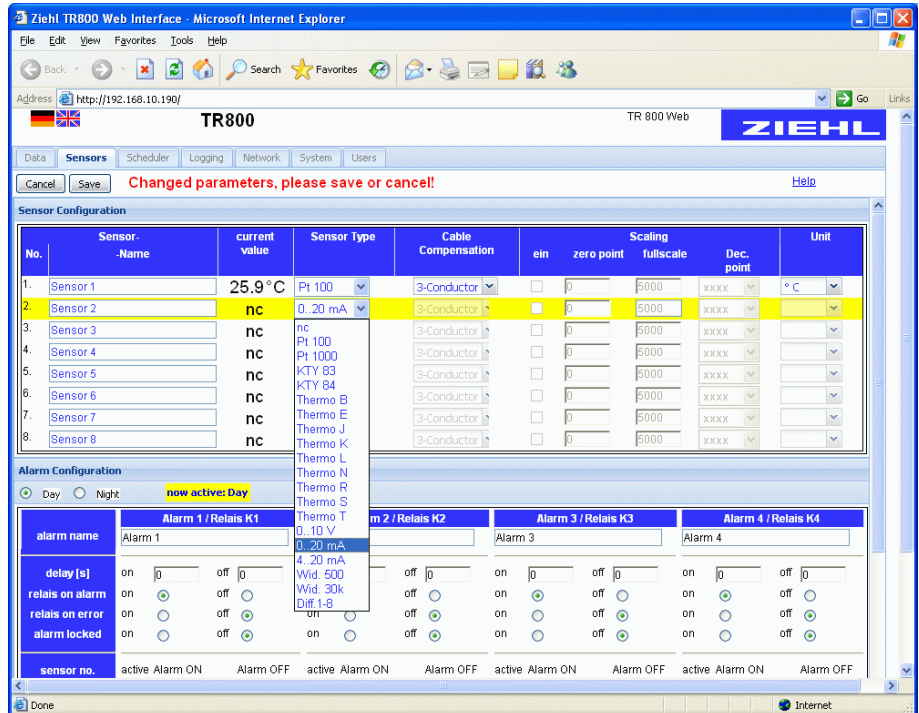 Ziehl TR800 Web Interface - Microsoft Internet Explorer
File Edit View Favorites Tools Help
Back Search Favorites
Address http://192.168.10.190/ Go Links
TR800 TR 800 Web ZIEHL
Data Sensors Scheduler Logging Network System Users
Cancel Save Changed parameters, please save or cancel! Help
Sensor Configuration
No. Sensor- -Name current value Sensor Type Cable Compensation Scaling ein zero point fullscale Dec. point Unit
1. Sensor 1 25.9°C Pt 100 3-Conductor 0 5000 xxxx °C
2. Sensor 2 nc 0..20 mA 3-Conductor 0 5000 xxxx
3. Sensor 3 nc 3-Conductor 0 5000 xxxx
4. Sensor 4 nc 3-Conductor 0 5000 xxxx
5. Sensor 5 nc 3-Conductor 0 5000 xxxx
6. Sensor 6 nc 3-Conductor 0 5000 xxxx
7. Sensor 7 nc 3-Conductor 0 5000 xxxx
8. Sensor 8 nc 3-Conductor 0 5000 xxxx
nc
Pt 100
Pt 1000
KTY 83
KTY 84
Thermo B
Thermo E
Thermo J
Thermo K
Thermo L
Thermo N
Thermo R
Thermo S
Thermo T
0..10 V
0..20 mA
4..20 mA
Wid. 500
Wid. 30k
Diff.1-8
Alarm Configuration
Day Night now active: Day
Alarm 1 / Relais K1 m 2 / Relais K2 Alarm 3 / Relais K3 Alarm 4 / Relais K4
alarm name Alarm 1 Alarm 3 Alarm 4
delay [s] on 0 off 0 off 0 on 0 off 0 on 0 off 0
relais on alarm on off off on off on off
relais on error on off on off on off on off
alarm locked on off on off on off on off
sensor no. active Alarm ON Alarm OFF active Alarm ON Alarm OFF active Alarm ON Alarm OFF active Alarm ON Alarm OFF
Done Internet